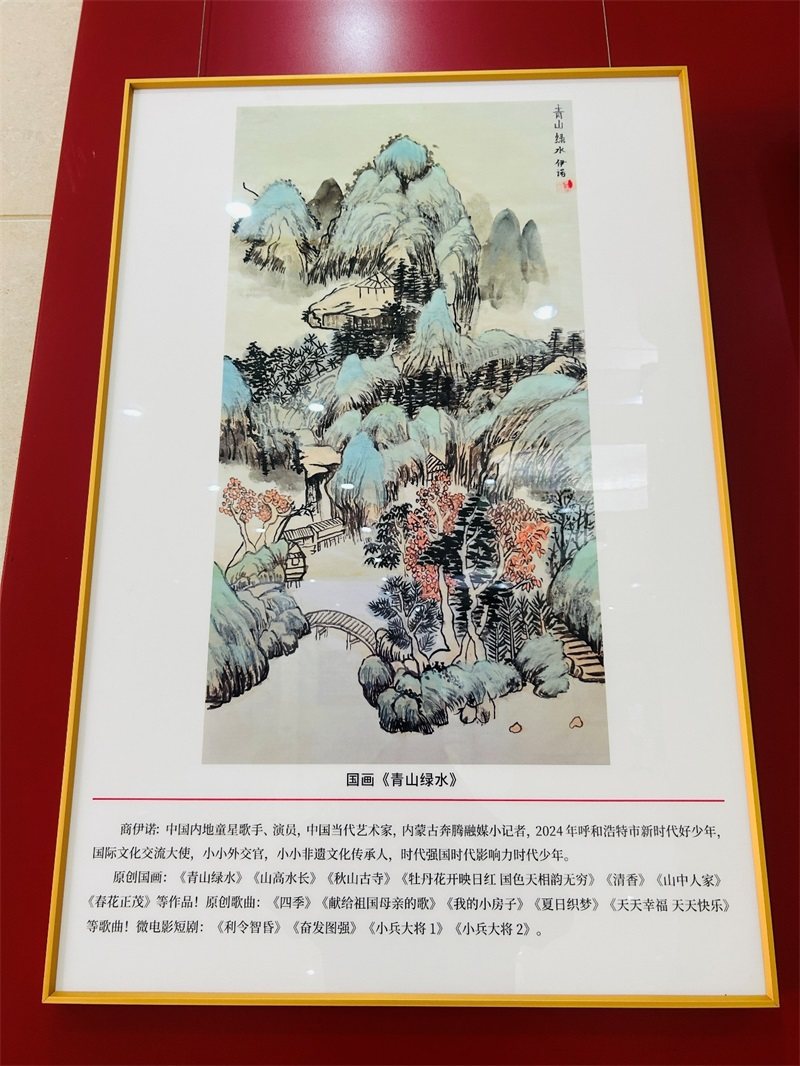 青山绿水 伊诺
国画《青山绿水》
商伊诺：中国内地童星歌手、演员，中国当代艺术家，内蒙古奔腾融媒小记者，2024年呼和浩特市新时代好少年，
国际文化交流大使，小小外交官，小小非遗文化传承人，时代强国时代影响力时代少年。
原创国画：《青山绿水》《山高水长》《秋山古寺》《牡丹花开映日红 国色天相韵无穷》《清香》《山中人家》
《春花正茂》等作品！原创歌曲：《四季》《献给祖国母亲的歌》《我的小房子》《夏日织梦》《天天幸福 天天快乐》
等歌曲！微电影短剧：《利令智昏》《奋发图强》《小兵大将1》《小兵大将2》。